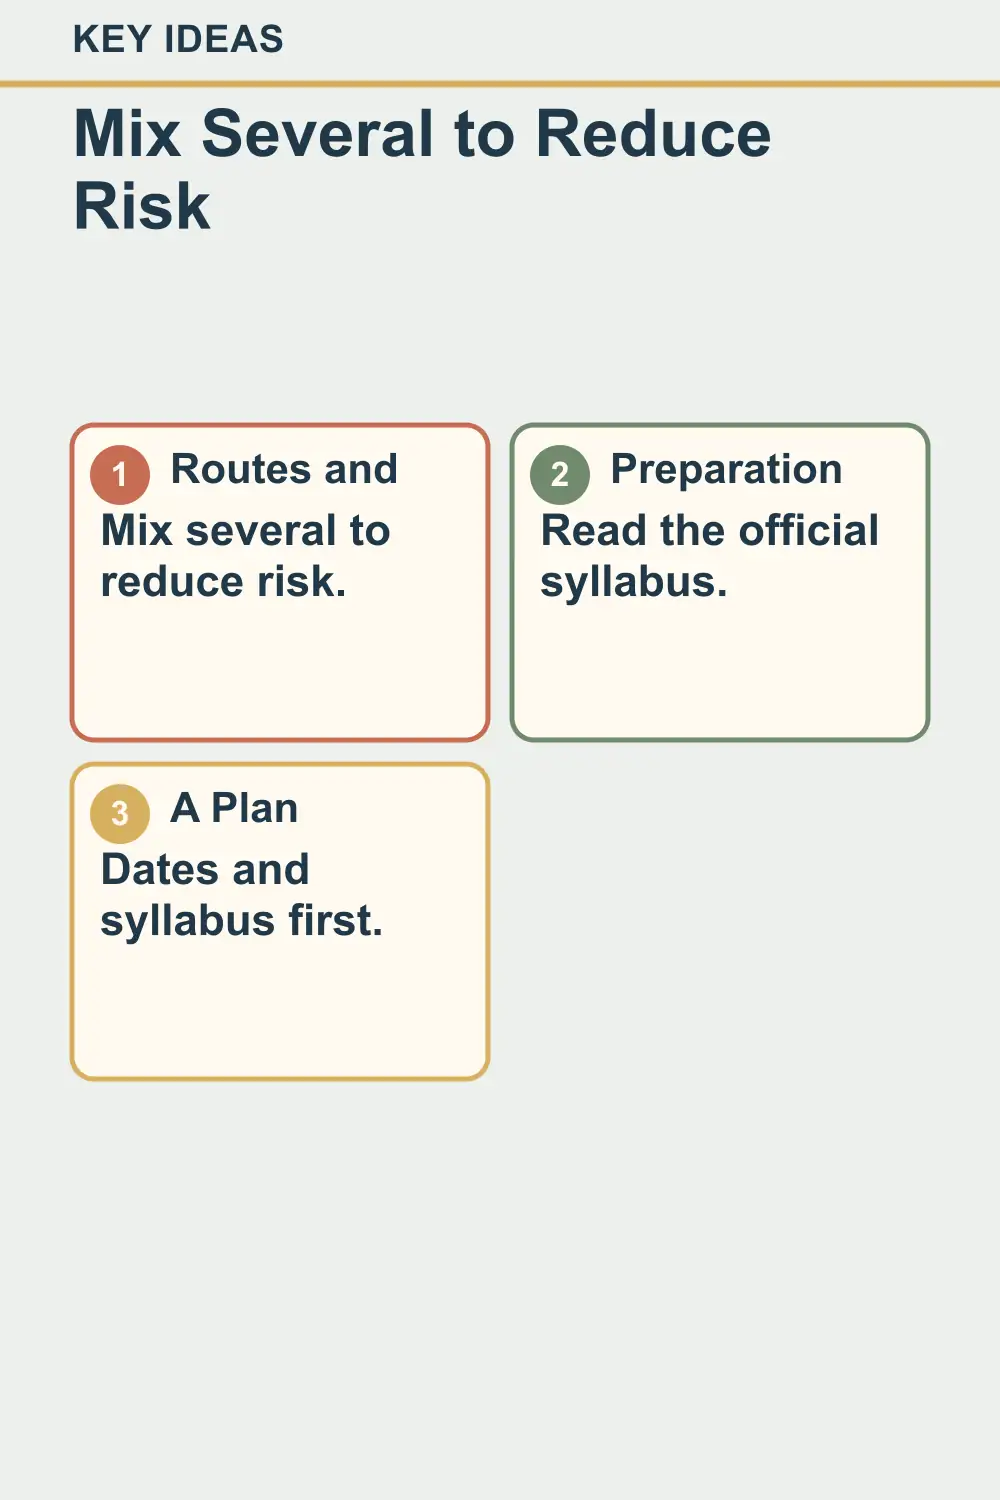 KEY IDEAS
Mix Several to Reduce
Risk
1 Routes and
Mix several to
reduce risk.
2 Preparation
Read the official
syllabus.
3 A Plan
Dates and
syllabus first.